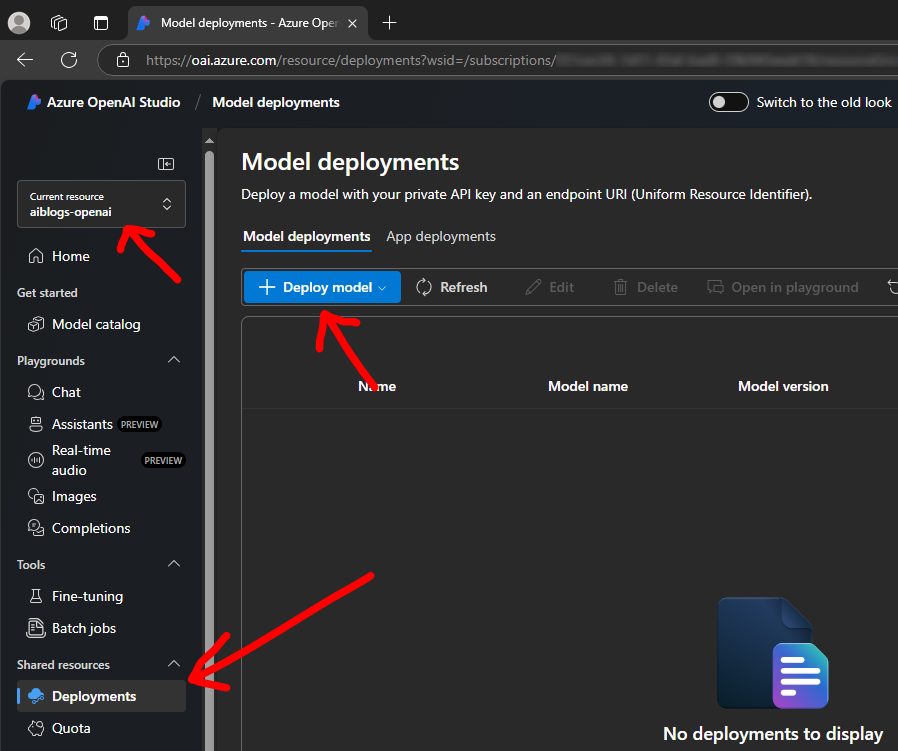 Model deployments - Azure Oper
https://oai.azure.com/resource/deployments?wsid=/subscriptions/
Azure OpenAI Studio / Model deployments
Switch to the old look
Current resource
aiblogs-openai
Home
Get started
Model catalog
Playgrounds
Chat
Assistants PREVIEW
Real-time
audio PREVIEW
Images
Completions
Tools
Fine-tuning
Batch jobs
Shared resources
Deployments
Quota
Model deployments
Deploy a model with your private API key and an endpoint URI (Uniform Resource Identifier).
Model deployments App deployments
Deploy model Refresh Edit Delete Open in playground
Name Model name Model version
No deployments to display